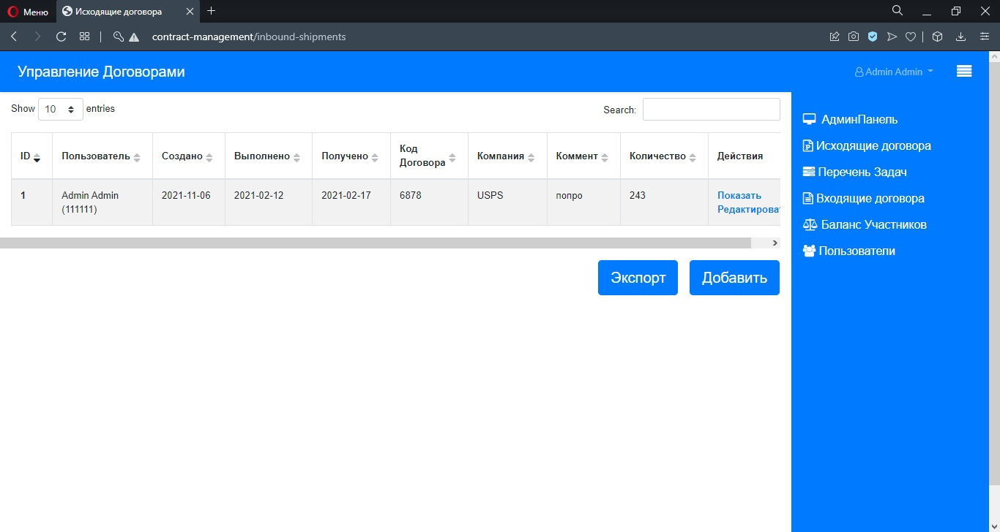 Меню
Исходящие договора
contract-management/inbound-shipments
Управление Договорами
Admin Admin
Show 10 entries
Search:
ID Пользователь Создано Выполнено Получено Код Договора Компания Коммент Количество Действия
1 Admin Admin (111111) 2021-11-06 2021-02-12 2021-02-17 6878 USPS попро 243 Показать
Редактироват
Экспорт Добавить
АдминПанель
Исходящие договора
Перечень Задач
Входящие договора
Баланс Участников
Пользователи